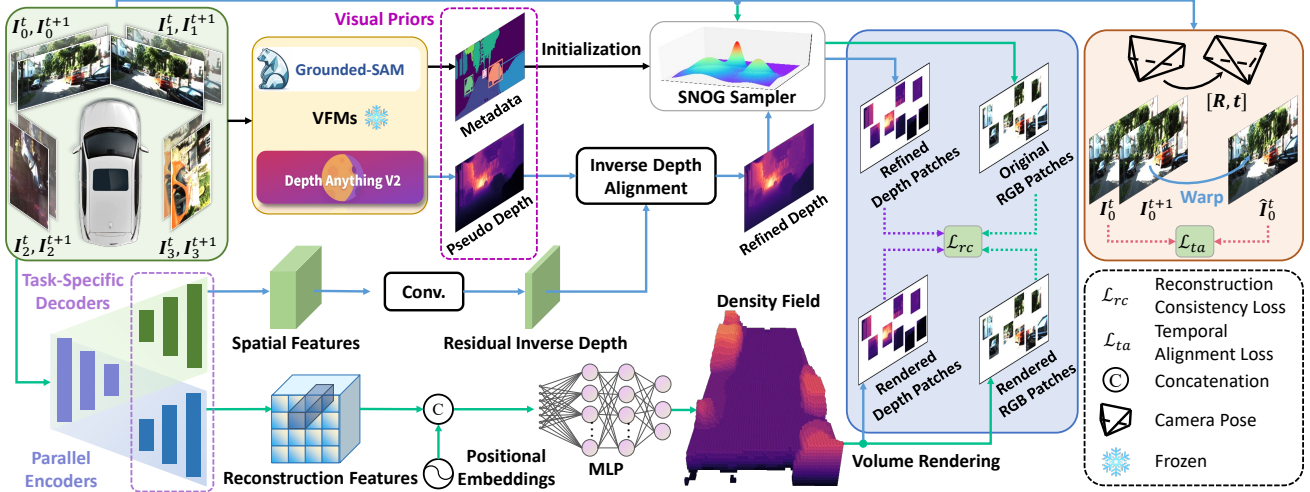 I₀ᵗ, I₀ᵗ⁺¹
I₁ᵗ, I₁ᵗ⁺¹
I₂ᵗ, I₂ᵗ⁺¹
I₃ᵗ, I₃ᵗ⁺¹
Grounded-SAM
VFMs
Depth Anything V2
Visual Priors
Metadata
Pseudo Depth
Initialization
SNOG Sampler
Inverse Depth
Alignment
Refined Depth
Refined
Depth Patches
Original
RGB Patches
ℒrc
Rendered
Depth Patches
Rendered
RGB Patches
[R, t]
Warp
I₀ᵗ
I₀ᵗ⁺¹
Î₀ᵗ
ℒta
Task-Specific
Decoders
Parallel
Encoders
Spatial Features
Conv.
Residual Inverse Depth
Reconstruction Features
C
Positional
Embeddings
MLP
Density Field
Volume Rendering
ℒrc
Reconstruction
Consistency Loss
ℒta
Temporal
Alignment Loss
C
Concatenation
Camera Pose
Frozen